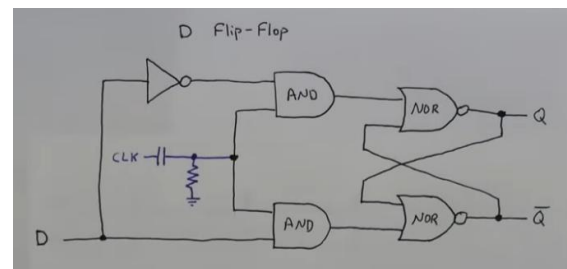 D Flip-Flop
AND
NOR
Q
CLK
AND
NOR
Q̅
D